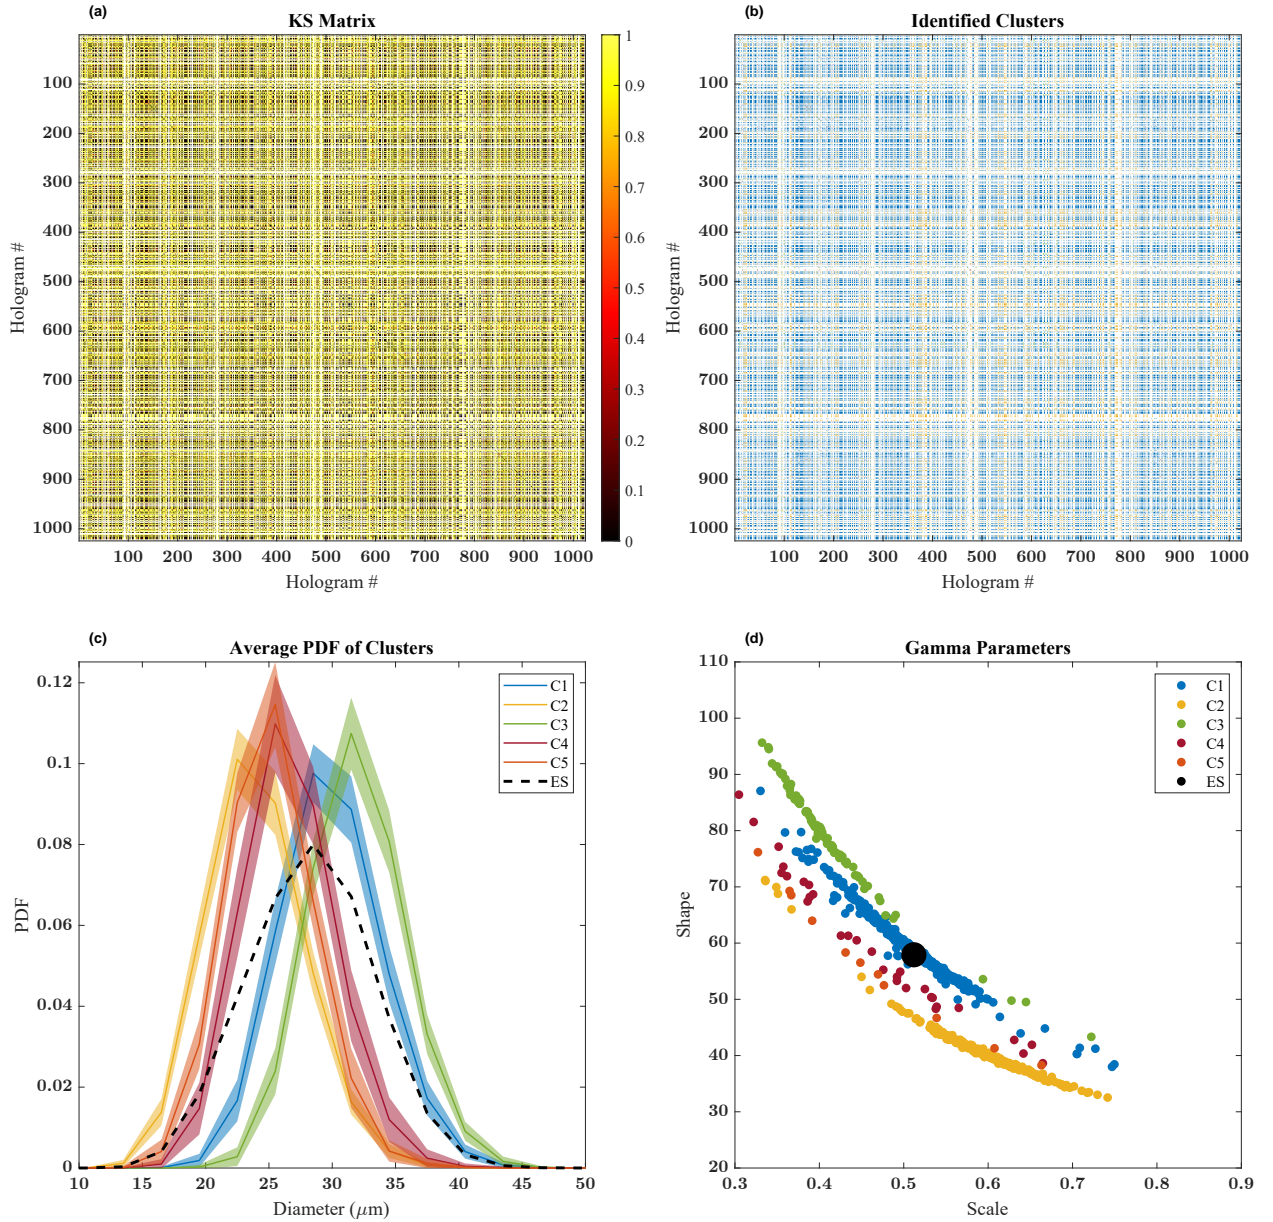 (a)
KS Matrix
100
200
300
400
500
600
700
800
900
1000
Hologram #
100 200 300 400 500 600 700 800 900 1000
Hologram #
1
0.9
0.8
0.7
0.6
0.5
0.4
0.3
0.2
0.1
0
(b)
Identified Clusters
100
200
300
400
500
600
700
800
900
1000
Hologram #
100 200 300 400 500 600 700 800 900 1000
Hologram #
(c)
Average PDF of Clusters
0.12
0.1
0.08
0.06
0.04
0.02
0
PDF
C1
C2
C3
C4
C5
ES
10 15 20 25 30 35 40 45 50
Diameter (μm)
(d)
Gamma Parameters
110
100
90
80
70
60
50
40
30
20
Shape
C1
C2
C3
C4
C5
ES
0.3 0.4 0.5 0.6 0.7 0.8 0.9
Scale